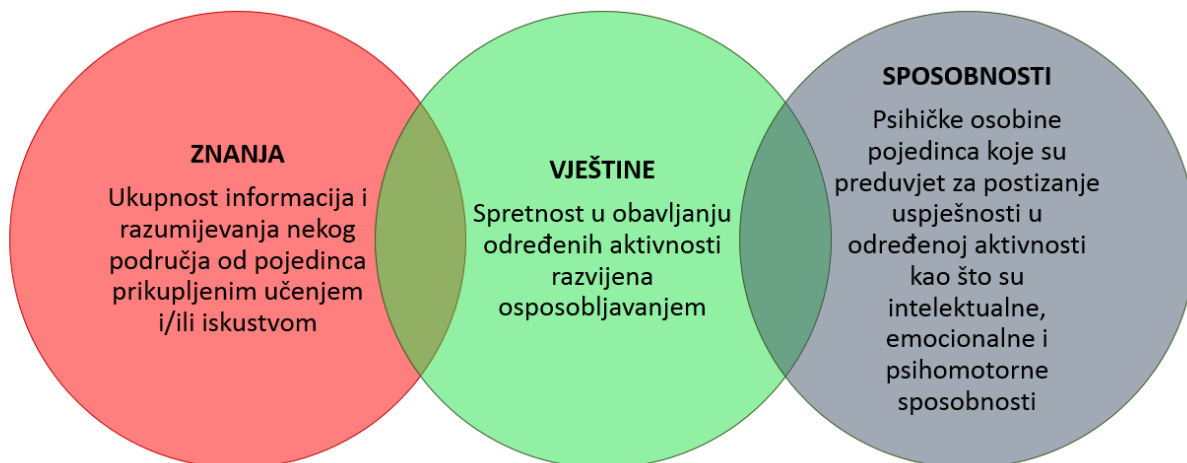 ZNANJA
Ukupnost informacija i
razumijevanja nekog
područja od pojedinca
prikupljenim učenjem
i/ili iskustvom
VJEŠTINE
Spretnost u obavljanju
određenih aktivnosti
razvijena
osposobljavanjem
SPOSOBNOSTI
Psihičke osobine
pojedinca koje su
preduvjet za postizanje
uspješnosti u
određenoj aktivnosti
kao što su
intelektualne,
emocionalne i
psihomotorne
sposobnosti